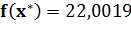 f(x*) = 22,0019